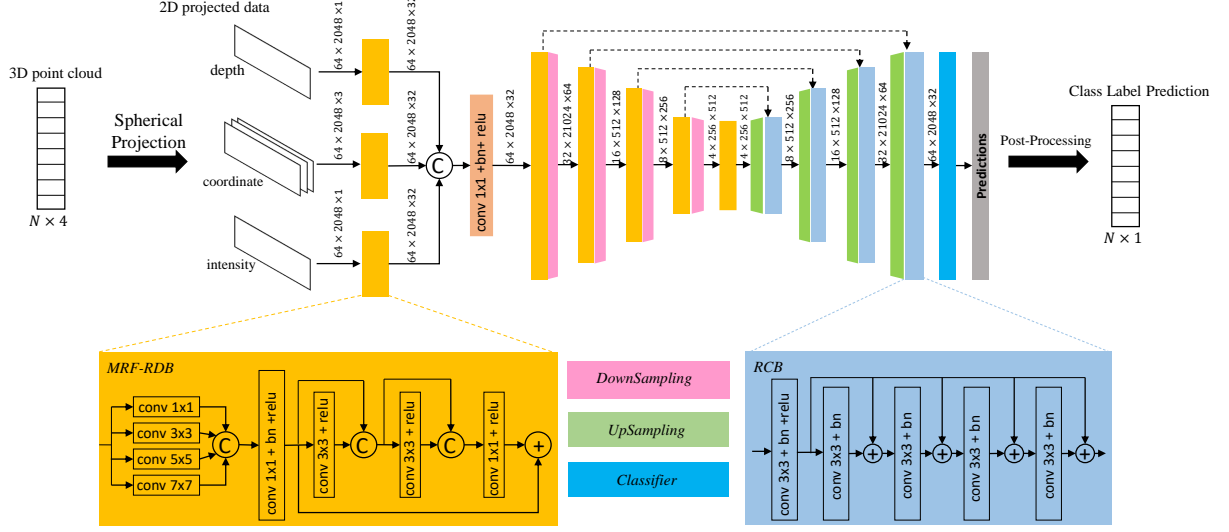 2D projected data
3D point cloud
N × 4
Spherical
Projection
depth
coordinate
intensity
64 × 2048 ×1
64 × 2048 ×32
64 × 2048 ×3
64 × 2048 ×32
64 × 2048 ×1
64 × 2048 ×32
C
conv 1x1 +bn+ relu
64 × 2048 ×32
32 × 21024 ×64
16 × 512 ×128
8 × 512 ×256
4 × 256 ×512
4 × 256 ×512
8 × 512 ×256
16 × 512 ×128
32 × 21024 ×64
64 × 2048 ×32
Predictions
Post-Processing
Class Label Prediction
N × 1
MRF-RDB
conv 1x1
conv 3x3
conv 5x5
conv 7x7
C
conv 1x1 + bn +relu
conv 3x3 + relu
C
conv 3x3 + relu
C
conv 1x1 + relu
+
DownSampling
UpSampling
Classifier
RCB
conv 3x3 + bn +relu
conv 3x3 + bn
+
conv 3x3 + bn
+
conv 3x3 + bn
+
conv 3x3 + bn
+